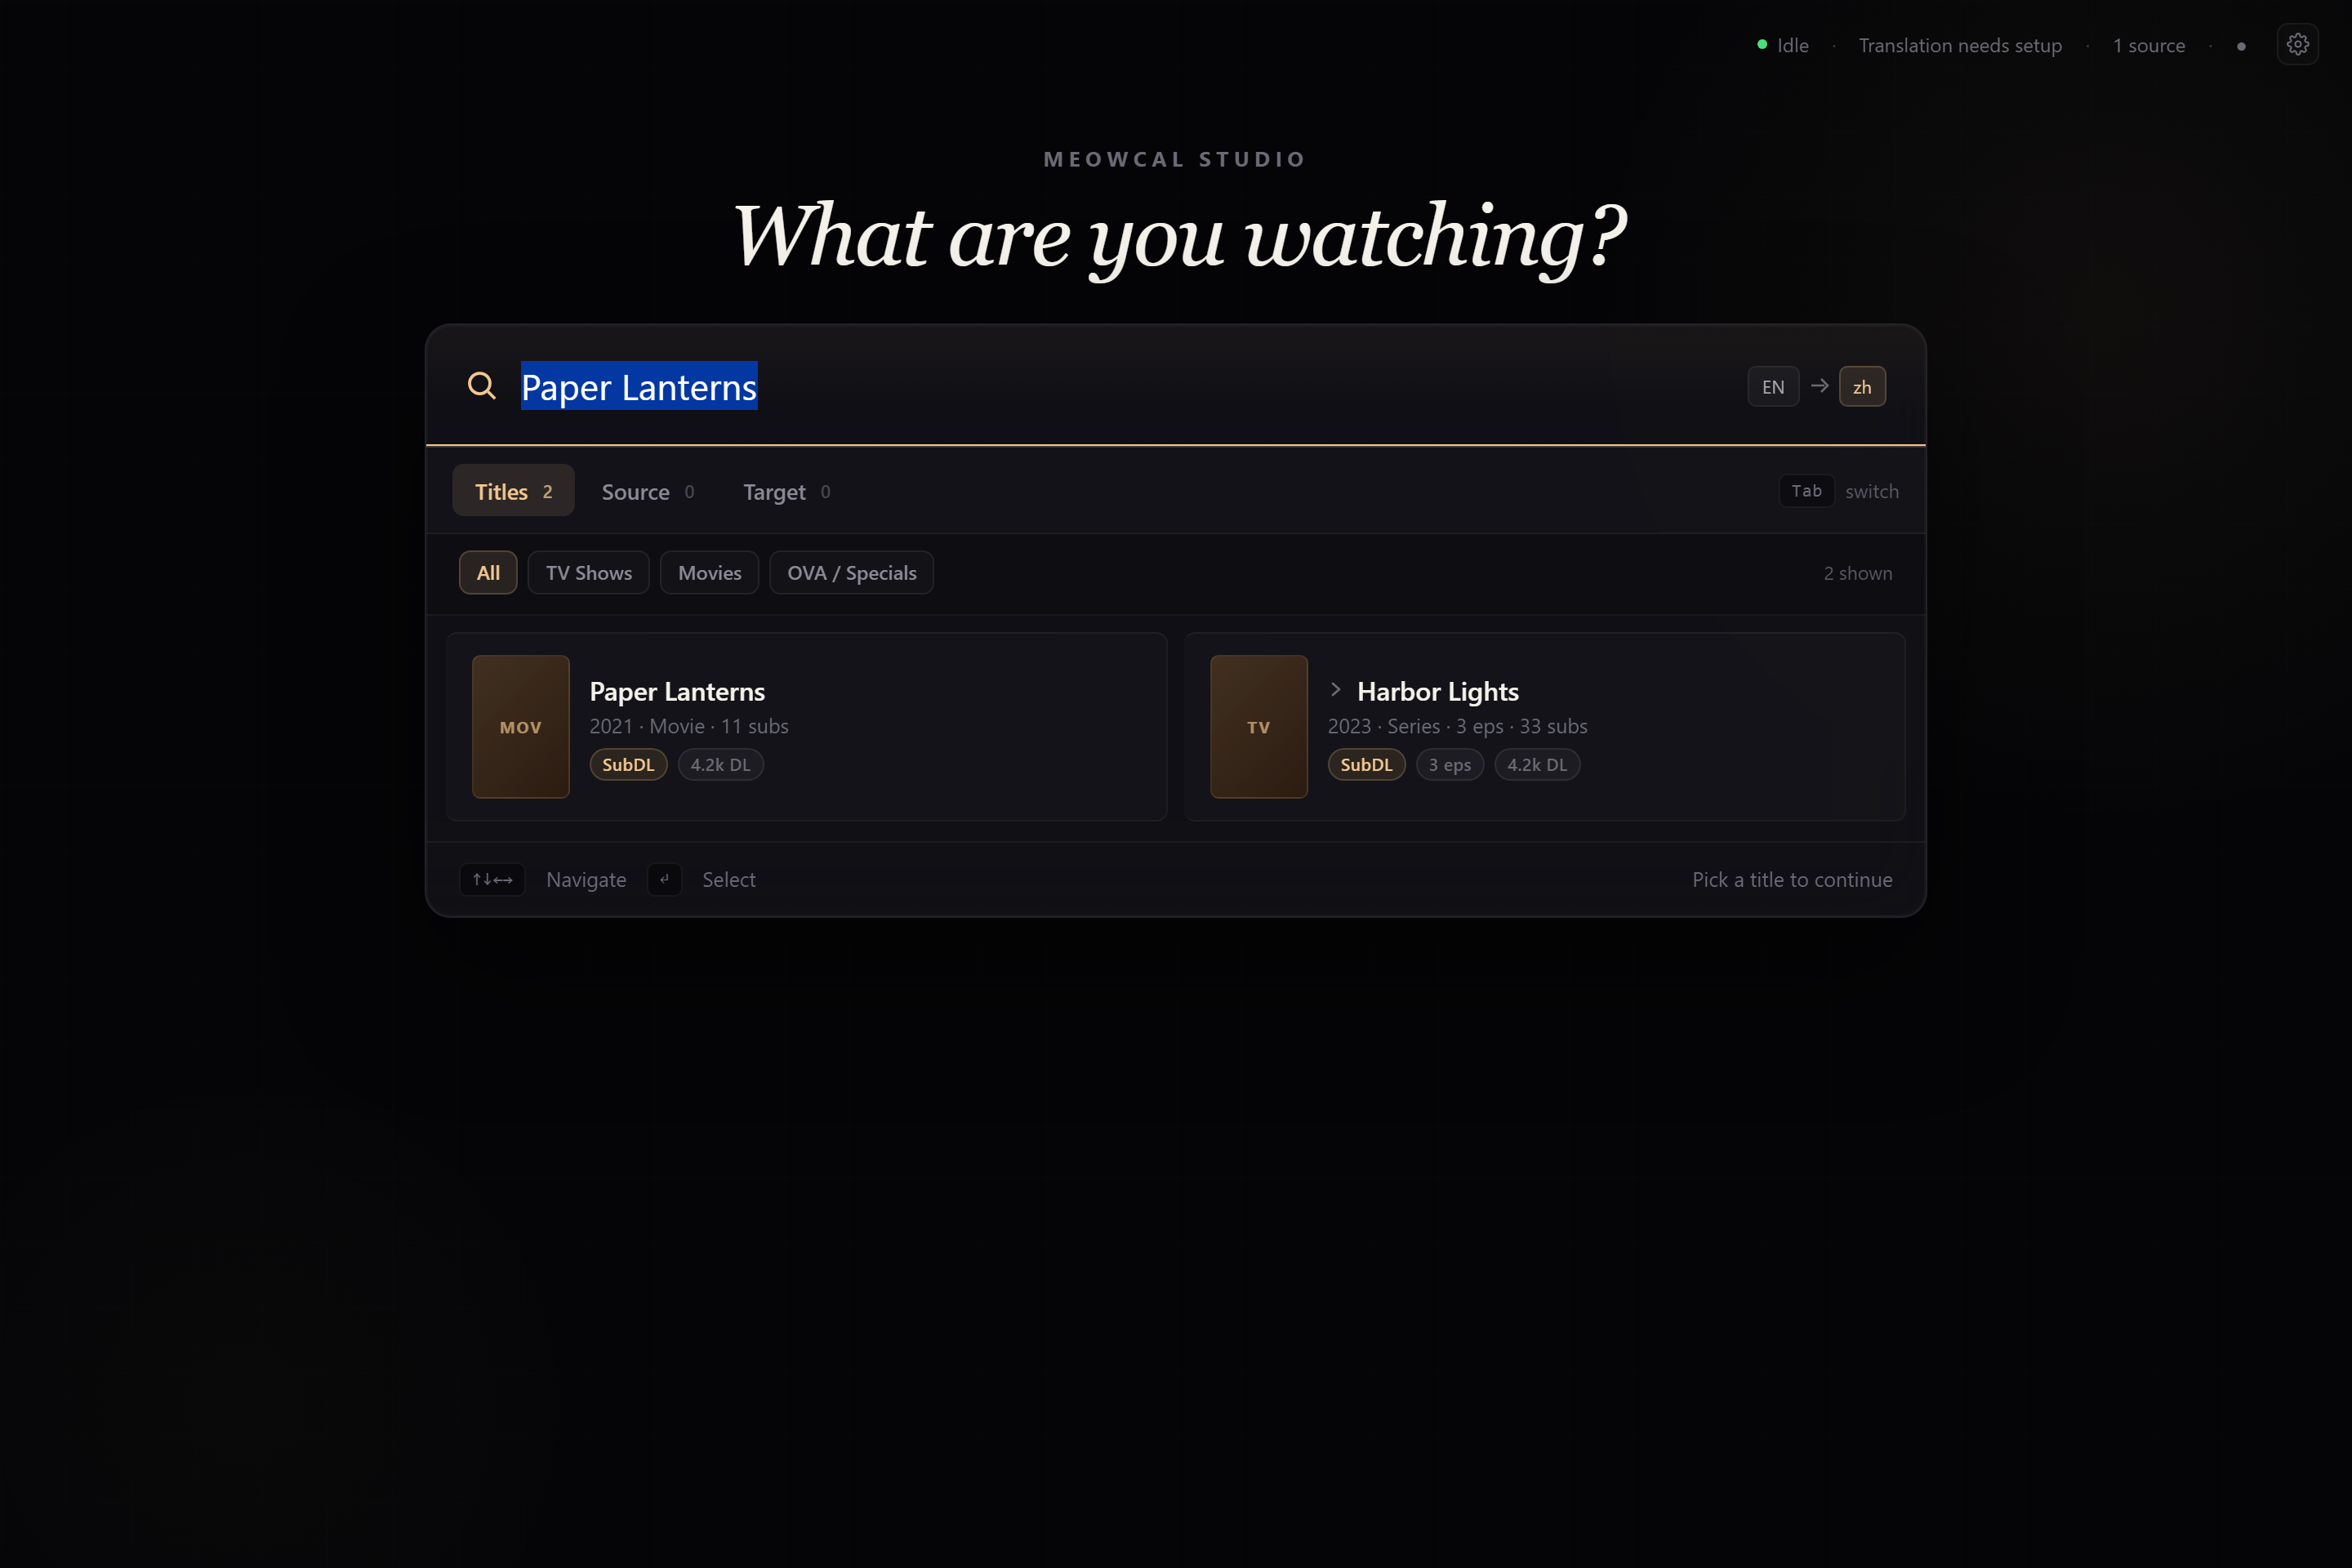 Idle · Translation needs setup · 1 source ·
MEOWCAL STUDIO
What are you watching?
Paper Lanterns
EN → zh
Titles 2 Source 0 Target 0
Tab switch
All TV Shows Movies OVA / Specials
2 shown
MOV
Paper Lanterns
2021 · Movie · 11 subs
SubDL 4.2k DL
TV
Harbor Lights
2023 · Series · 3 eps · 33 subs
SubDL 3 eps 4.2k DL
↑↓←→ Navigate ↵ Select
Pick a title to continue